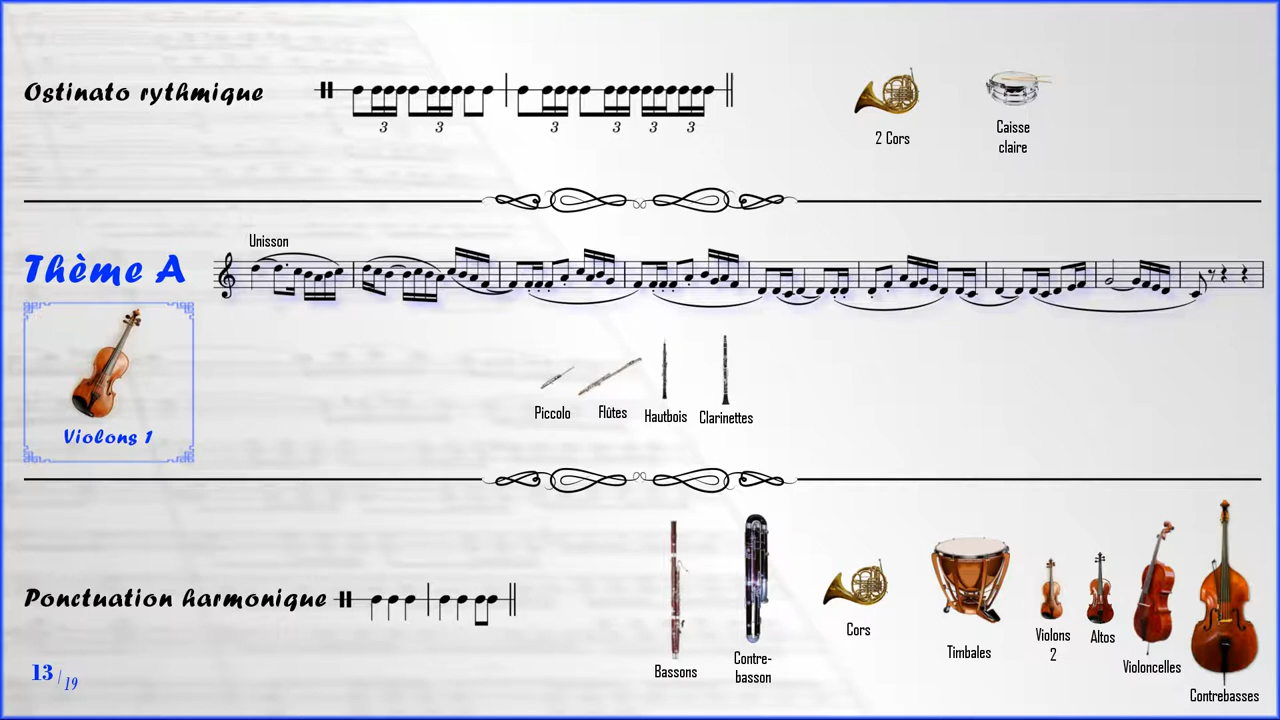 Ostinato rythmique
3 3 3 3 3 3
2 Cors
Caisse
claire
Unisson
Thème A
Violons 1
Piccolo
Flûtes
Hautbois
Clarinettes
Ponctuation harmonique
Bassons
Contre-
basson
Cors
Timbales
Violons
2
Altos
Violoncelles
Contrebasses
13/19